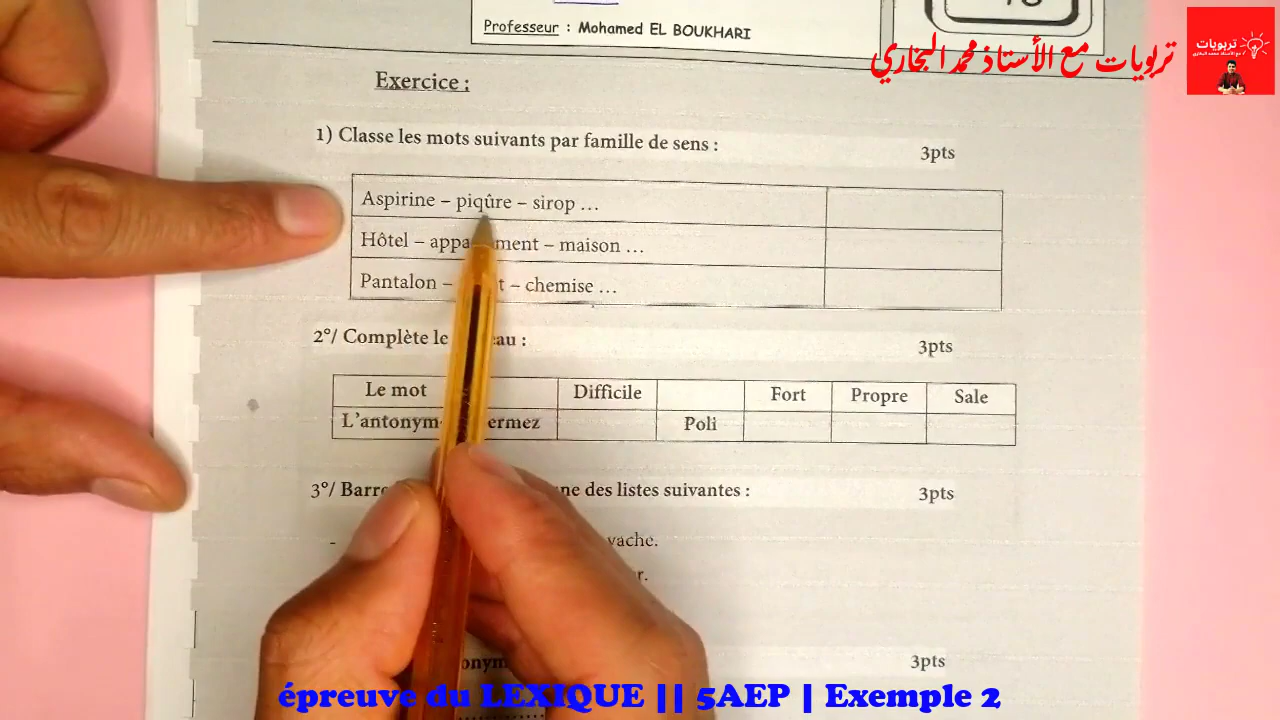 Professeur : Mohamed EL BOUKHARI
تربويات مع الأستاذ محمد البخاري
تربويات
Exercice :
1) Classe les mots suivants par famille de sens :
3pts
Aspirine – piqûre – sirop …
Hôtel – appa ment – maison …
Pantalon – t – chemise …
2°/ Complète le eau :
3pts
Le mot Difficile Fort Propre Sale
L'antonym ermez Poli
3°/ Barre ne des listes suivantes :
3pts
- vache.
r.
onym
3pts
épreuve du LEXIQUE || 5AEP | Exemple 2